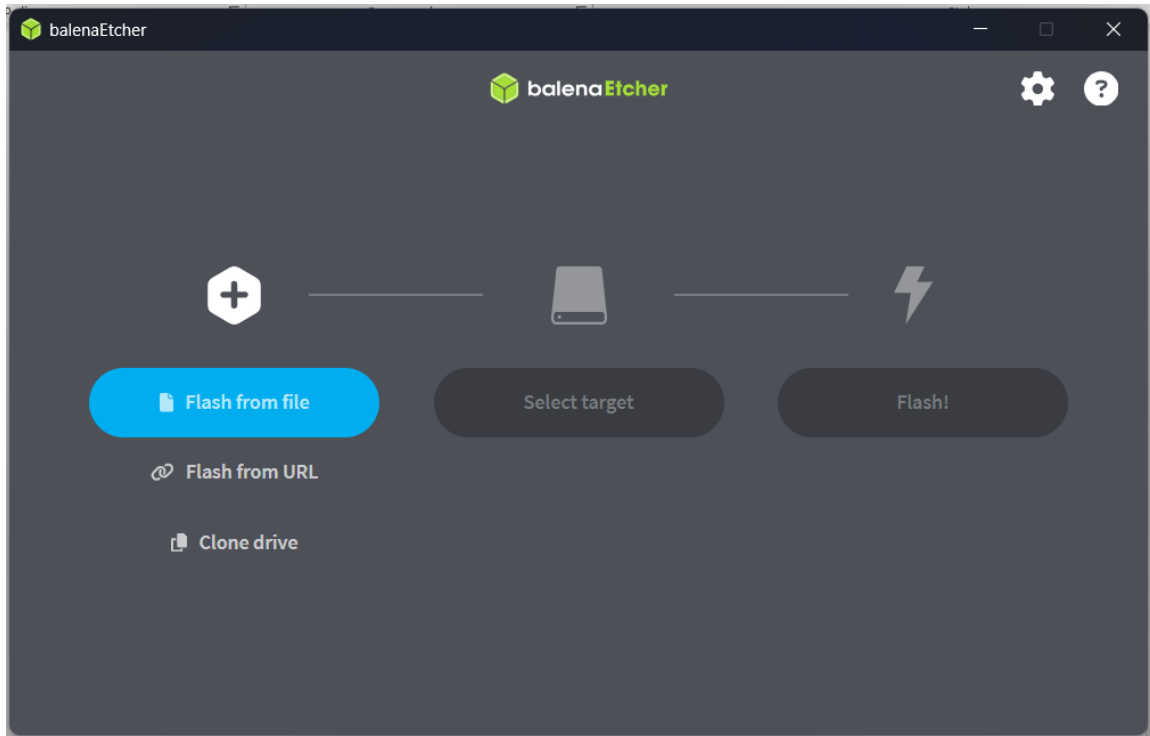 balenaEtcher
balenaEtcher
Flash from file
Select target
Flash!
Flash from URL
Clone drive